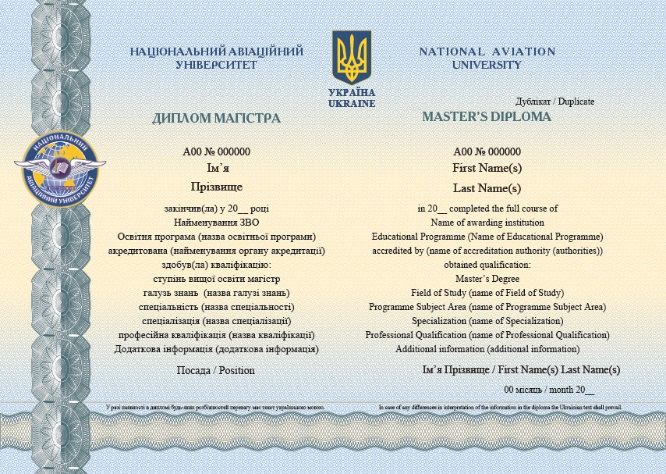 НАЦІОНАЛЬНИЙ АВІАЦІЙНИЙ
УНІВЕРСИТЕТ
УКРАЇНА
UKRAINE
NATIONAL AVIATION
UNIVERSITY
Дублікат / Duplicate
ДИПЛОМ МАГІСТРА
MASTER'S DIPLOMA
НАЦІОНАЛЬНИЙ
АВІАЦІЙНИЙ УНІВЕРСИТЕТ
A00 № 000000
Ім'я
Прізвище
закінчив(ла) у 20__ році
Найменування ЗВО
Освітня програма (назва освітньої програми)
акредитована (найменування органу акредитації)
здобув(ла) кваліфікацію:
ступінь вищої освіти магістр
галузь знань (назва галузі знань)
спеціальність (назва спеціальності)
спеціалізація (назва спеціалізації)
професійна кваліфікація (назва кваліфікації)
Додаткова інформація (додаткова інформація)
A00 № 000000
First Name(s)
Last Name(s)
in 20__ completed the full course of
Name of awarding institution
Educational Programme (Name of Educational Programme)
accredited by (name of accreditation authority (authorities))
obtained qualification:
Master's Degree
Field of Study (name of Field of Study)
Programme Subject Area (name of Programme Subject Area)
Specialization (name of Specialization)
Professional Qualification (name of Professional Qualification)
Additional information (additional information)
Посада / Position
Ім'я Прізвище / First Name(s) Last Name(s)
00 місяць / month 20__
У разі наявності в дипломі будь-яких розбіжностей перевагу має текст українською мовою.
In case of any differences in interpretation of the information in the diploma the Ukrainian text shall prevail.